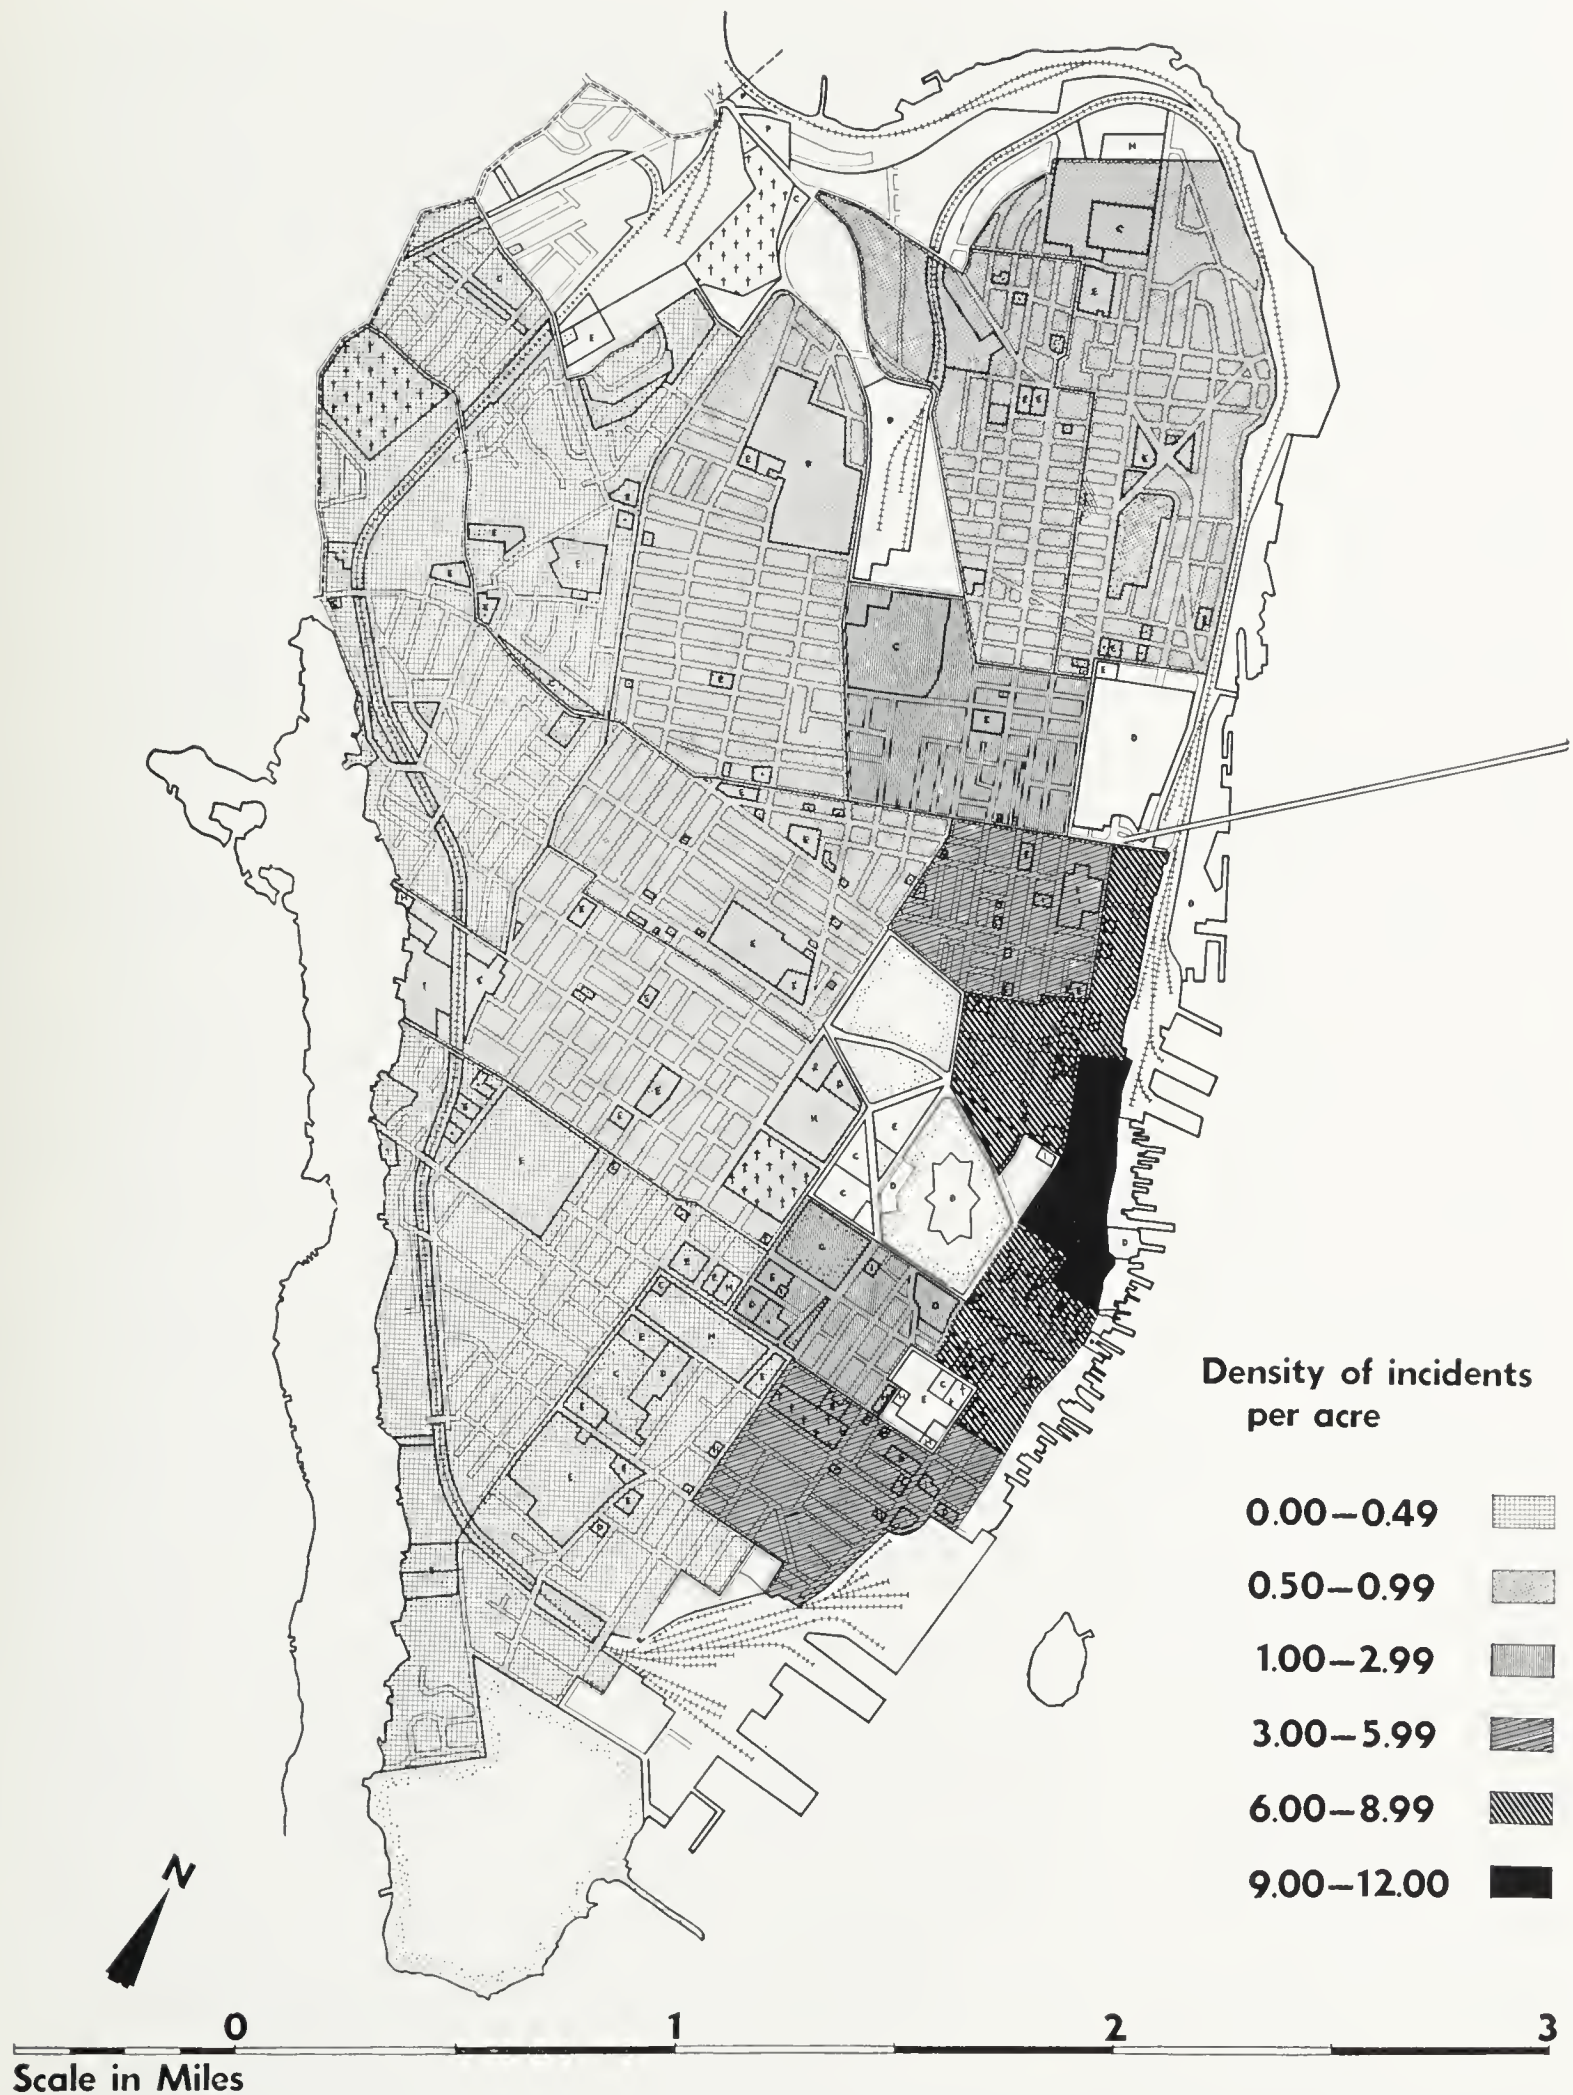 Density of incidents
per acre
0.00–0.49
0.50–0.99
1.00–2.99
3.00–5.99
6.00–8.99
9.00–12.00
N
0 1 2 3
Scale in Miles